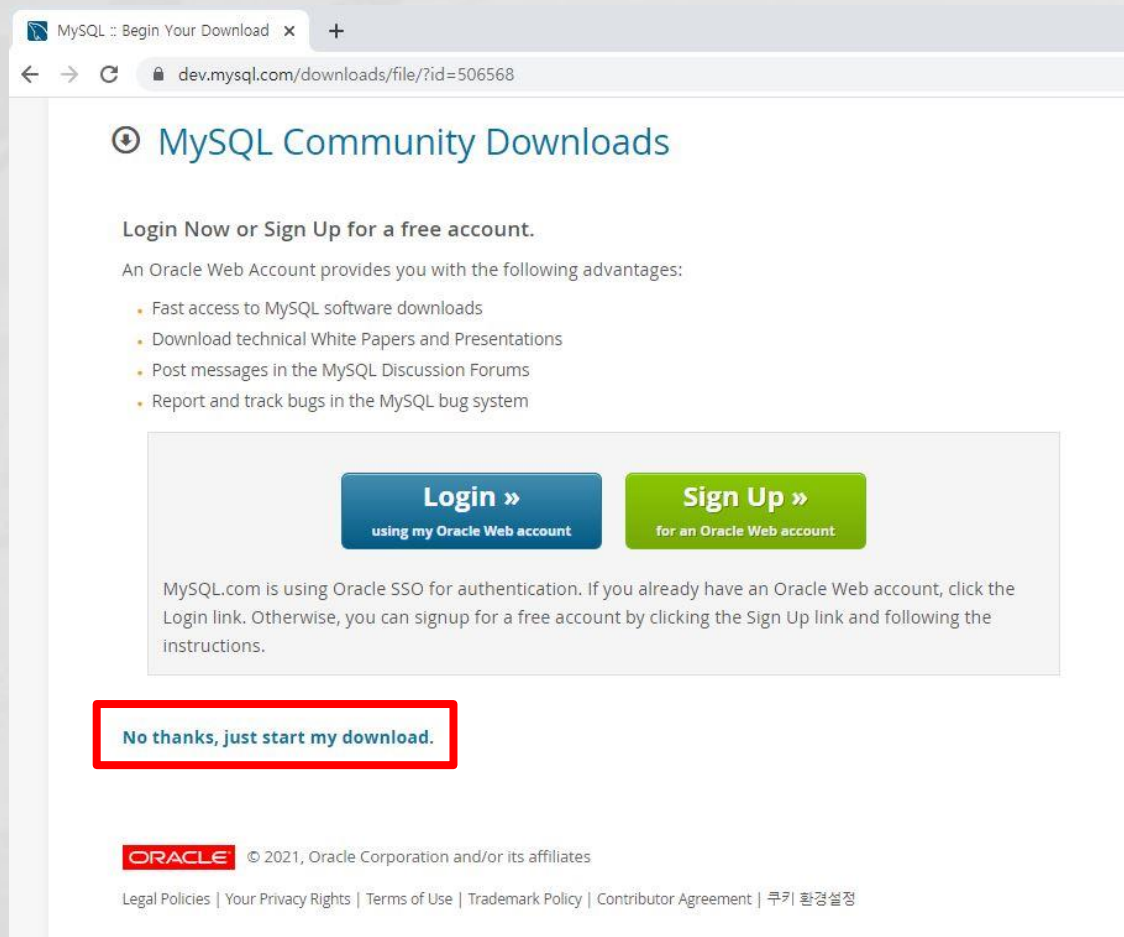 MySQL :: Begin Your Download
dev.mysql.com/downloads/file/?id=506568
MySQL Community Downloads
Login Now or Sign Up for a free account.
An Oracle Web Account provides you with the following advantages:
Fast access to MySQL software downloads
Download technical White Papers and Presentations
Post messages in the MySQL Discussion Forums
Report and track bugs in the MySQL bug system
Login »
using my Oracle Web account
Sign Up »
for an Oracle Web account
MySQL.com is using Oracle SSO for authentication. If you already have an Oracle Web account, click the
Login link. Otherwise, you can signup for a free account by clicking the Sign Up link and following the
instructions.
No thanks, just start my download.
ORACLE © 2021, Oracle Corporation and/or its affiliates
Legal Policies | Your Privacy Rights | Terms of Use | Trademark Policy | Contributor Agreement | 쿠키 환경설정